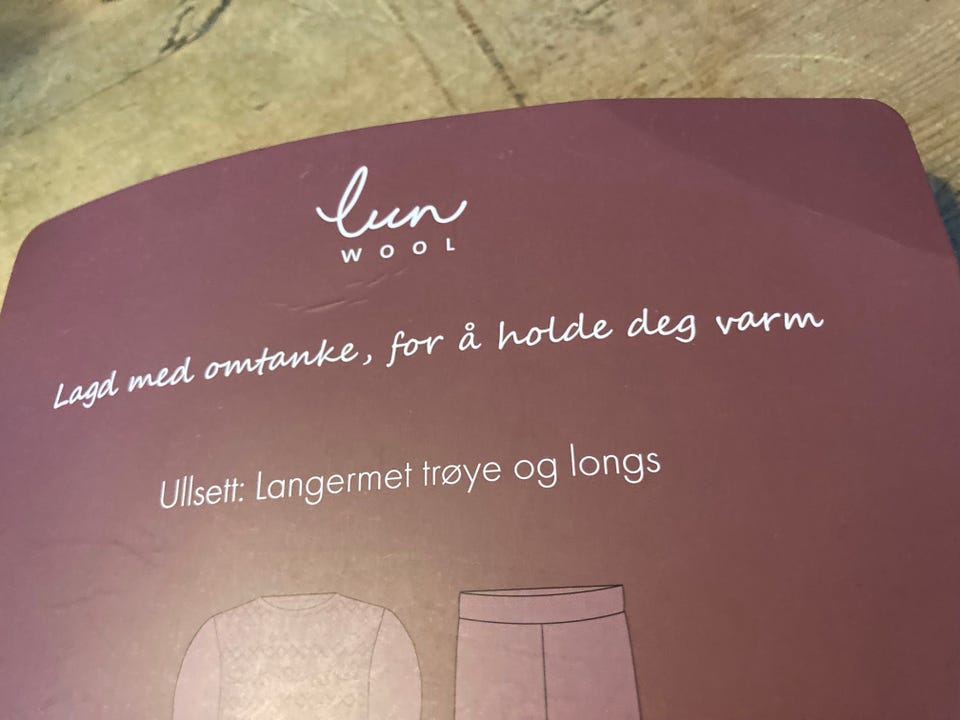 lun
WOOL
Lagd med omtanke, for å holde deg varm
Ullsett: Langermet trøye og longs